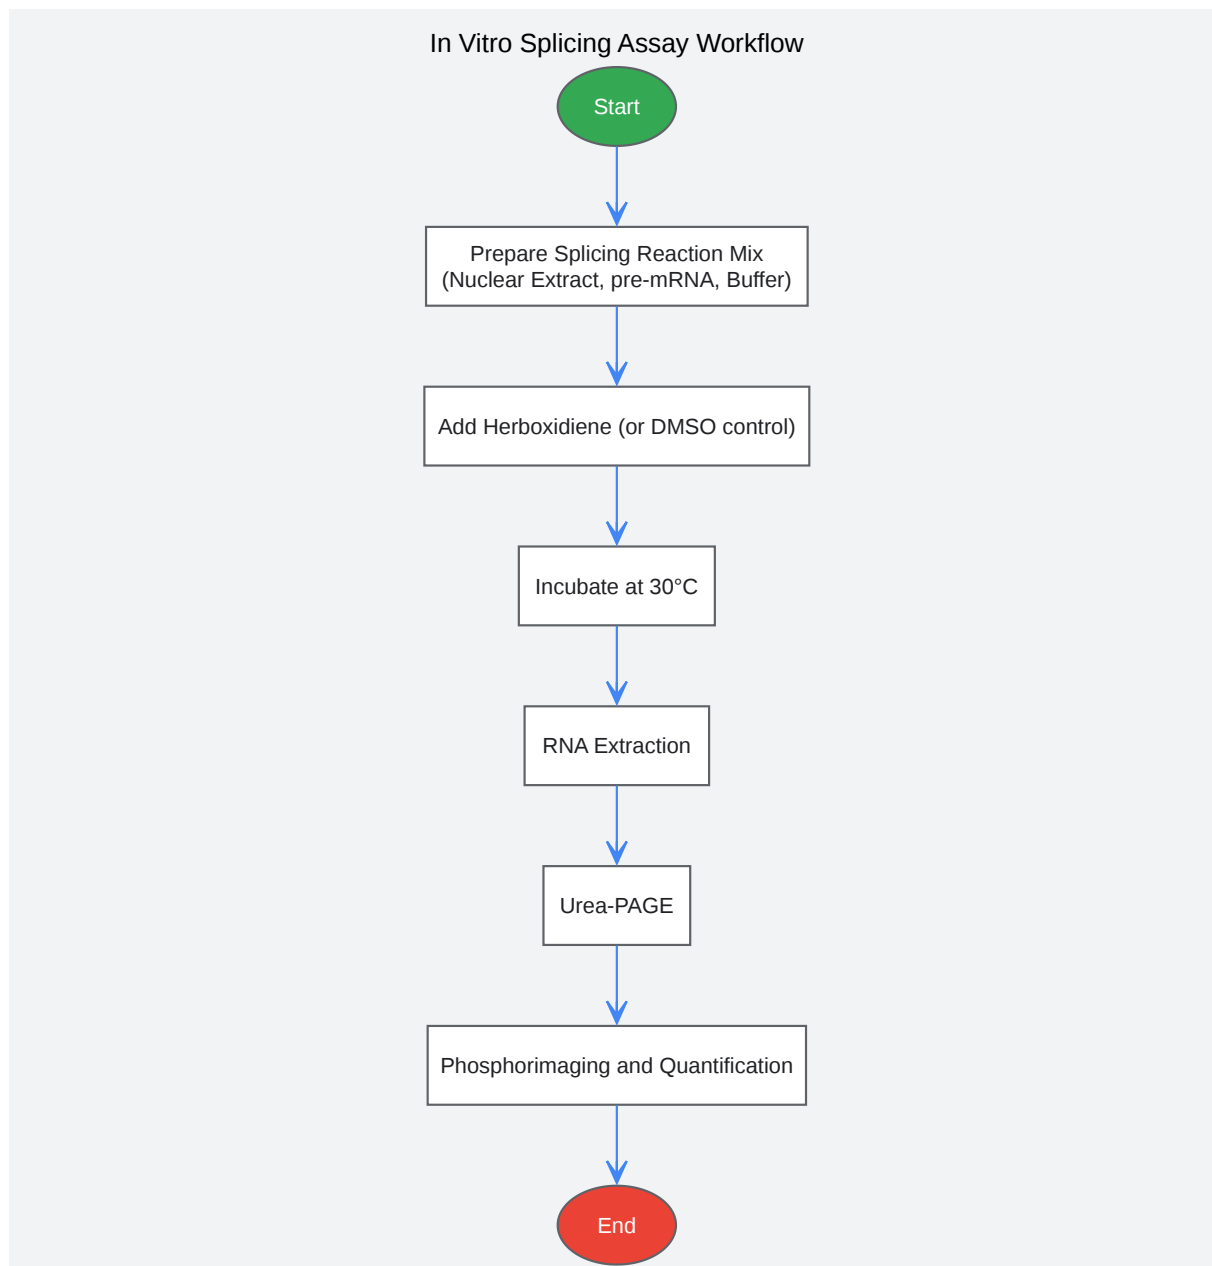 In Vitro Splicing Assay Workflow
Start
Prepare Splicing Reaction Mix
(Nuclear Extract, pre-mRNA, Buffer)
Add Herboxidiene (or DMSO control)
Incubate at 30°C
RNA Extraction
Urea-PAGE
Phosphorimaging and Quantification
End